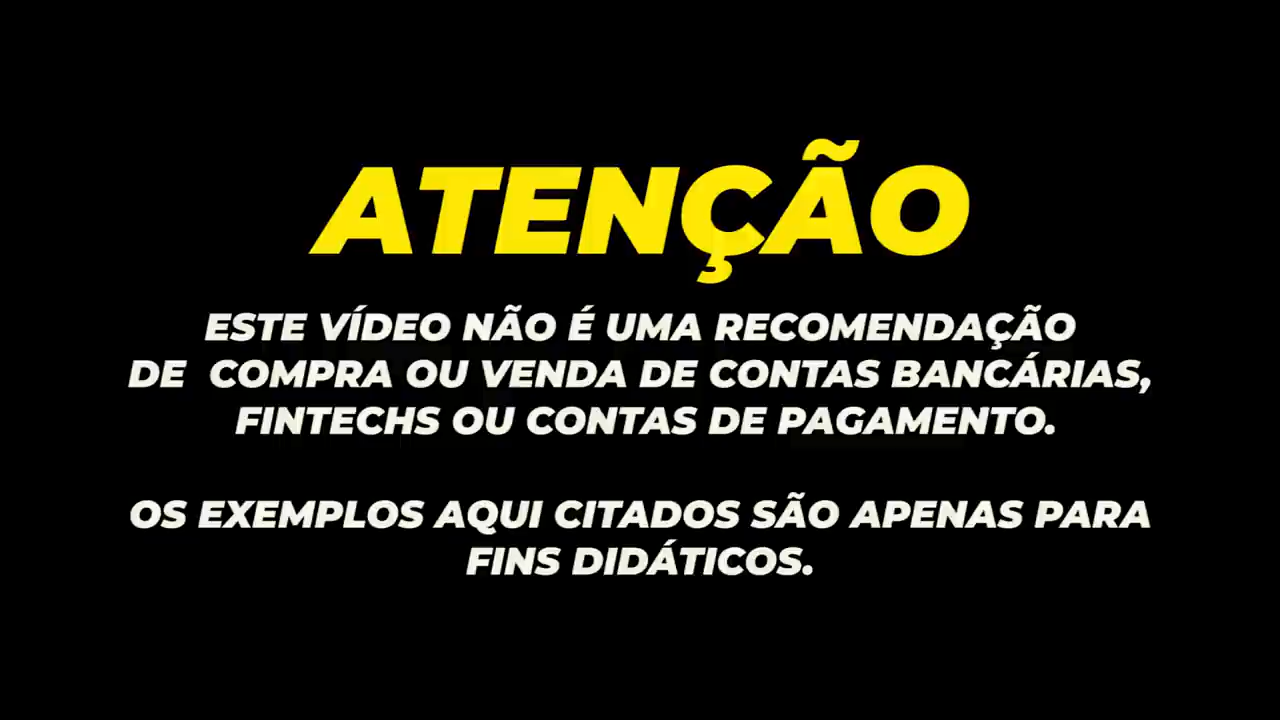 ATENÇÃO
ESTE VÍDEO NÃO É UMA RECOMENDAÇÃO
DE COMPRA OU VENDA DE CONTAS BANCÁRIAS,
FINTECHS OU CONTAS DE PAGAMENTO.
OS EXEMPLOS AQUI CITADOS SÃO APENAS PARA
FINS DIDÁTICOS.